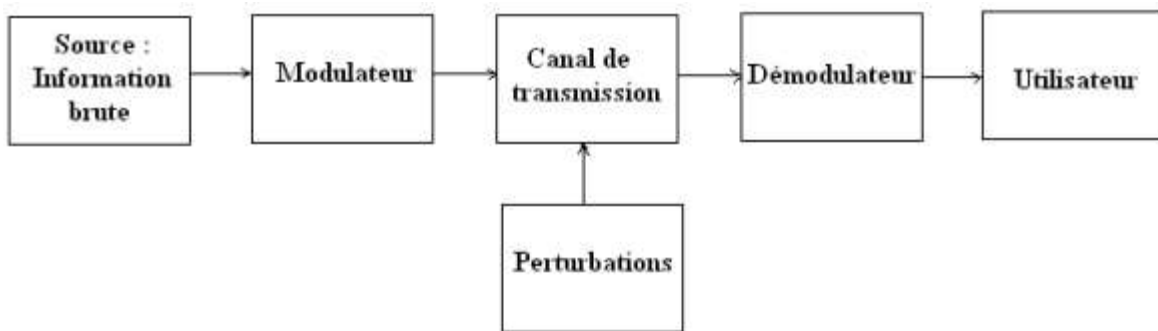 Source :
Information
brute
Modulateur
Canal de
transmission
Démodulateur
Utilisateur
Perturbations